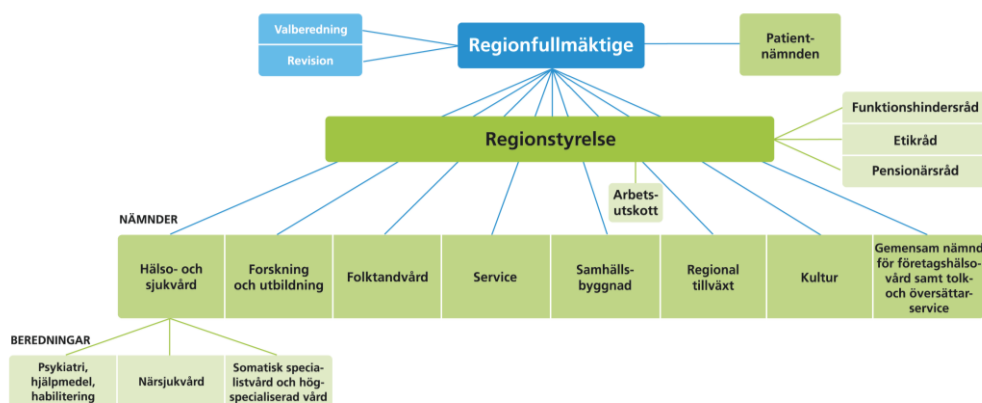 Valberedning
Revision
Regionfullmäktige
Patient-
nämnden
Funktionshindersråd
Etikråd
Pensionärsråd
Regionstyrelse
Arbets-
utskott
NÄMNDER
Hälso- och
sjukvård
Forskning
och utbildning
Folktandvård
Service
Samhälls-
byggnad
Regional
tillväxt
Kultur
Gemensam nämnd
för företagshälso-
vård samt tolk-
och översättar-
service
BEREDNINGAR
Psykiatri,
hjälpmedel,
habilitering
Närsjukvård
Somatisk specia-
listvård och hög-
specialiserad vård